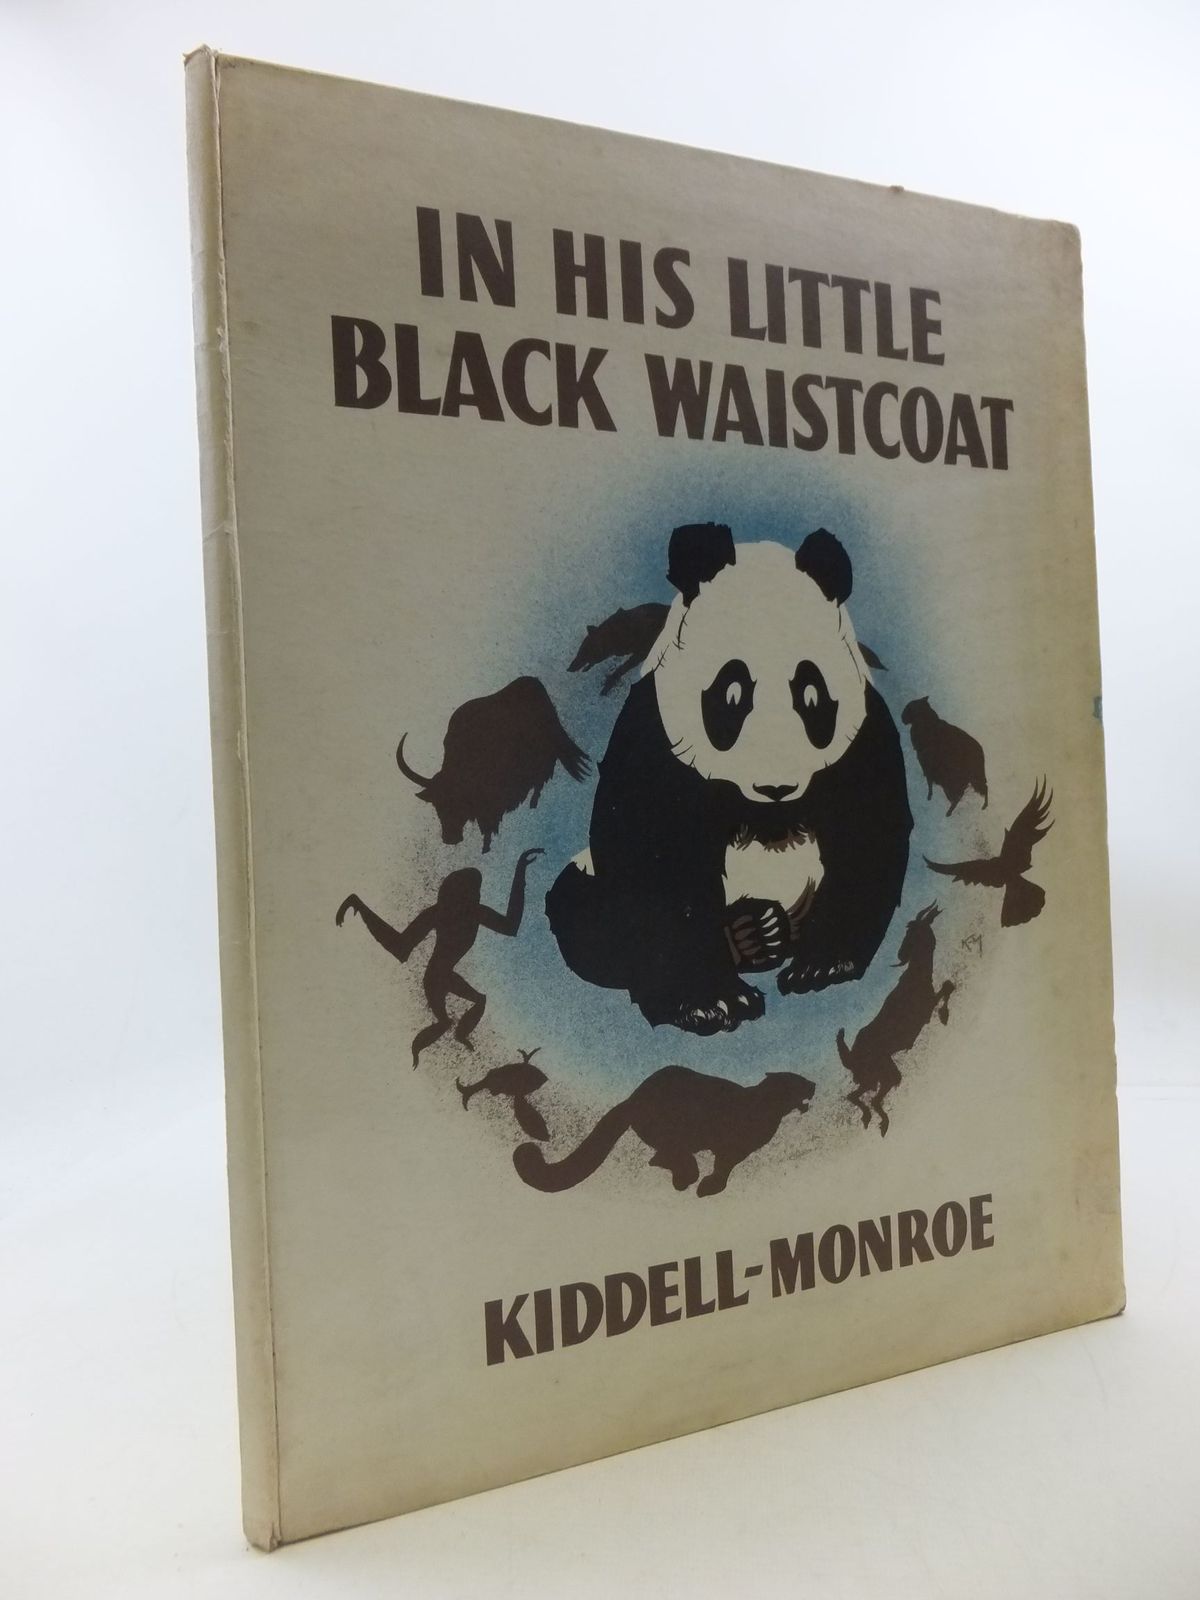 IN HIS LITTLE
BLACK WAISTCOAT
K-M
KIDDELL-MONROE